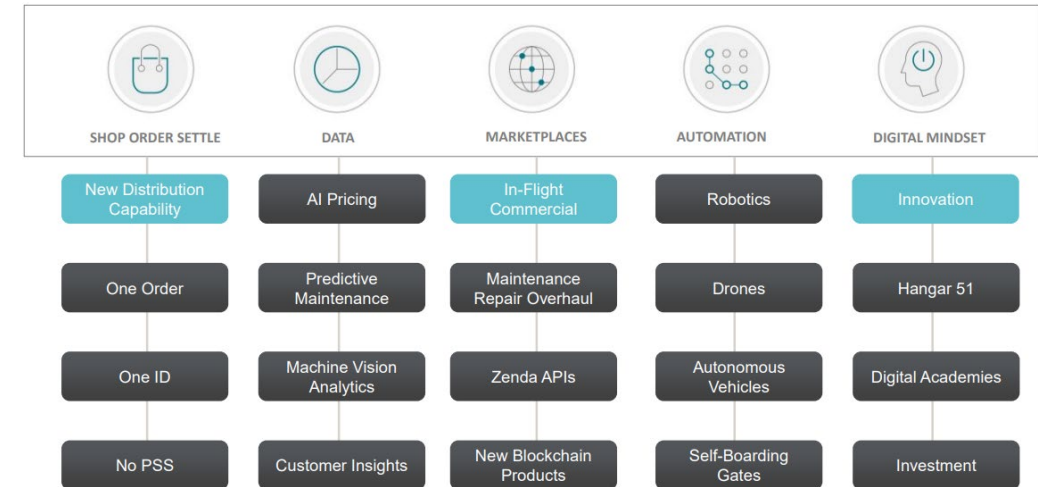 SHOP ORDER SETTLE
DATA
MARKETPLACES
AUTOMATION
DIGITAL MINDSET
New Distribution
Capability
AI Pricing
In-Flight
Commercial
Robotics
Innovation
One Order
Predictive
Maintenance
Maintenance
Repair Overhaul
Drones
Hangar 51
One ID
Machine Vision
Analytics
Zenda APIs
Autonomous
Vehicles
Digital Academies
No PSS
Customer Insights
New Blockchain
Products
Self-Boarding
Gates
Investment